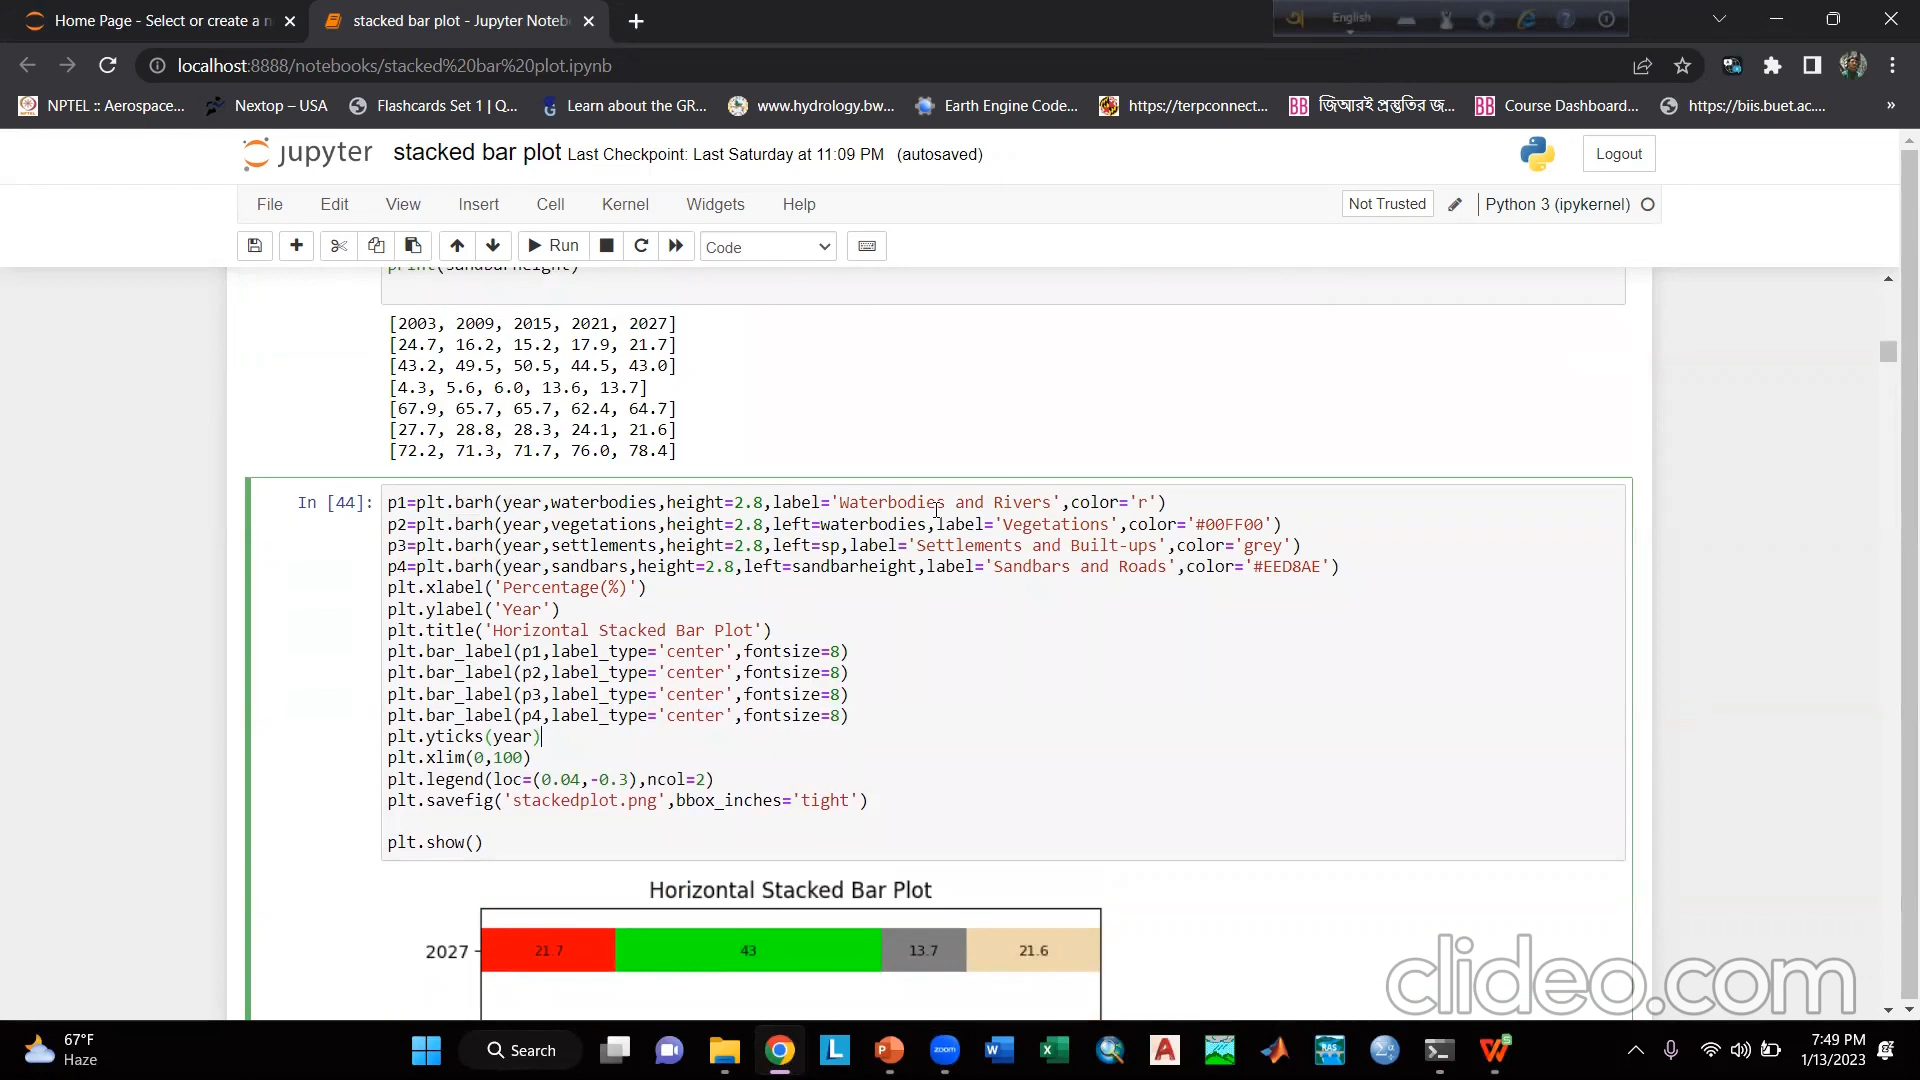 Home Page - Select or create a n
stacked bar plot - Jupyter Noteb
English
localhost:8888/notebooks/stacked%20bar%20plot.ipynb
NPTEL :: Aerospace... Nextop – USA Flashcards Set 1 | Q... Learn about the GR... www.hydrology.bw... Earth Engine Code... https://terpconnect... জিআরই প্রস্তুতির জ... Course Dashboard... https://biis.buet.ac.... »
jupyter stacked bar plot Last Checkpoint: Last Saturday at 11:09 PM (autosaved) Logout
File Edit View Insert Cell Kernel Widgets Help Not Trusted Python 3 (ipykernel)
Run Code
print(sandbarheight)
[2003, 2009, 2015, 2021, 2027]
[24.7, 16.2, 15.2, 17.9, 21.7]
[43.2, 49.5, 50.5, 44.5, 43.0]
[4.3, 5.6, 6.0, 13.6, 13.7]
[67.9, 65.7, 65.7, 62.4, 64.7]
[27.7, 28.8, 28.3, 24.1, 21.6]
[72.2, 71.3, 71.7, 76.0, 78.4]
In [44]: p1=plt.barh(year,waterbodies,height=2.8,label='Waterbodies and Rivers',color='r')
p2=plt.barh(year,vegetations,height=2.8,left=waterbodies,label='Vegetations',color='#00FF00')
p3=plt.barh(year,settlements,height=2.8,left=sp,label='Settlements and Built-ups',color='grey')
p4=plt.barh(year,sandbars,height=2.8,left=sandbarheight,label='Sandbars and Roads',color='#EED8AE')
plt.xlabel('Percentage(%)')
plt.ylabel('Year')
plt.title('Horizontal Stacked Bar Plot')
plt.bar_label(p1,label_type='center',fontsize=8)
plt.bar_label(p2,label_type='center',fontsize=8)
plt.bar_label(p3,label_type='center',fontsize=8)
plt.bar_label(p4,label_type='center',fontsize=8)
plt.yticks(year)
plt.xlim(0,100)
plt.legend(loc=(0.04,-0.3),ncol=2)
plt.savefig('stackedplot.png',bbox_inches='tight')
plt.show()
Horizontal Stacked Bar Plot
2027 21.7 43 13.7 21.6
clideo.com
67°F
Haze
Search
7:49 PM
1/13/2023